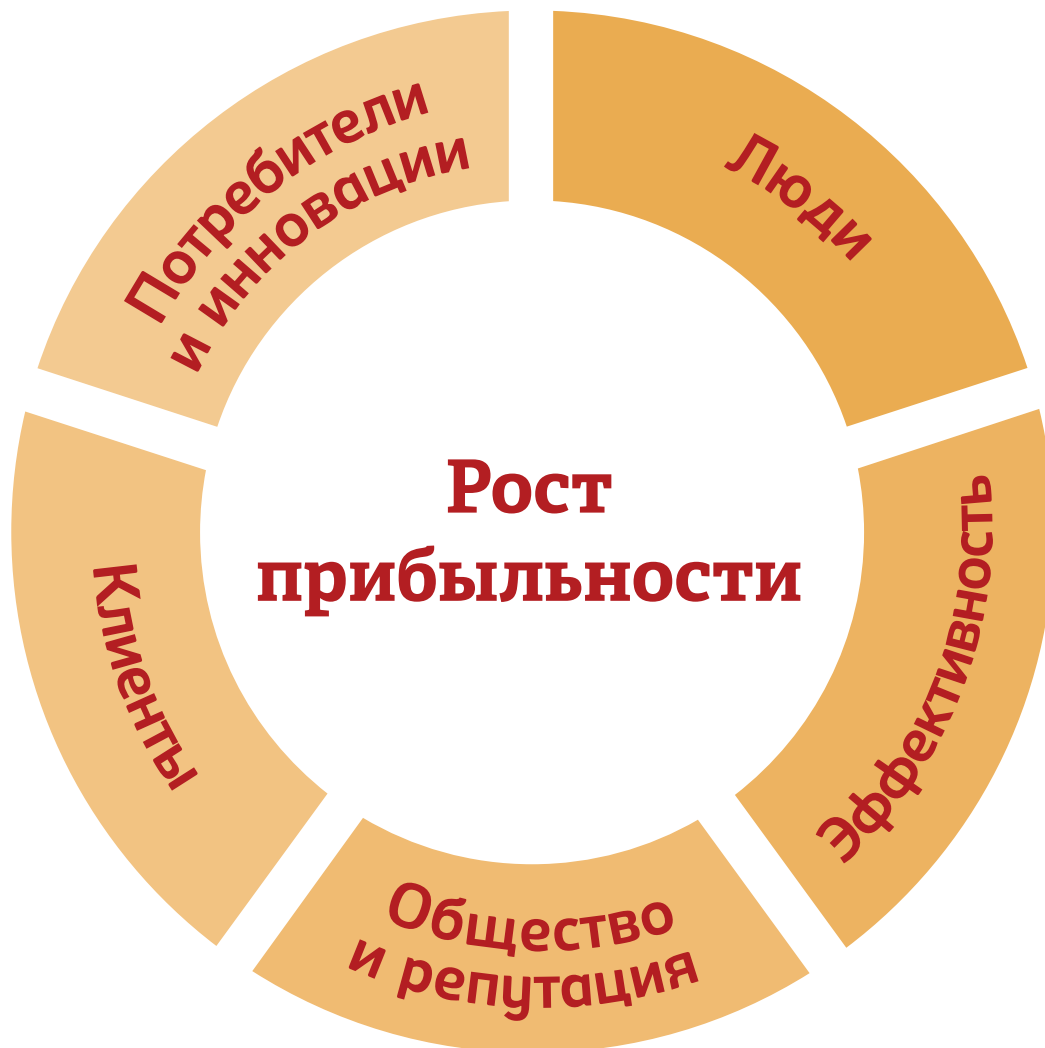 Потребители
и инновации
Люди
Рост
прибыльности
Эффективность
Клиенты
Общество
и репутация